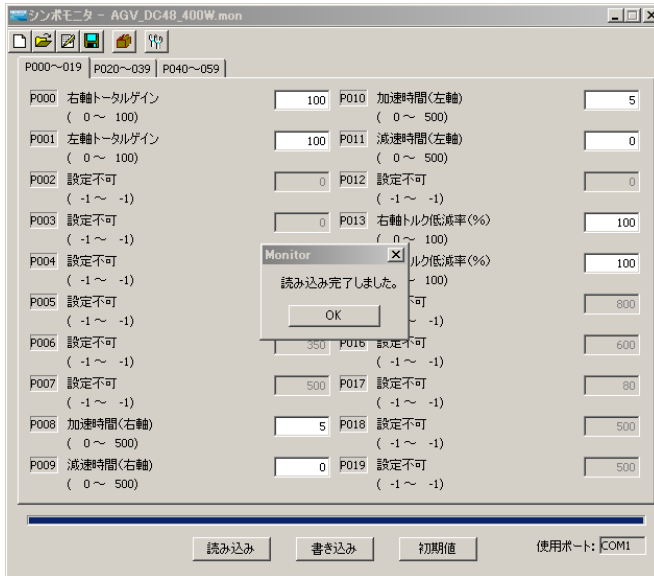 シンポモニタ - AGV_DC48_400W.mon
P000～019 P020～039 P040～059
P000 右軸トータルゲイン 100 P010 加速時間(左軸) 5
( 0～ 100) ( 0～ 500)
P001 左軸トータルゲイン 100 P011 減速時間(左軸) 0
( 0～ 100) ( 0～ 500)
P002 設定不可 0 P012 設定不可 0
( -1～ -1) ( -1～ -1)
P003 設定不可 0 P013 右軸トルク低減率(%) 100
( -1～ -1) ( 0～ 100)
Monitor
P004 設定不可 ルク低減率(%) 100
( -1～ -1) 100)
読み込み完了しました。
P005 設定不可 不可 800
( -1～ -1) -1)
OK
P006 設定不可 350 P016 設定不可 600
( -1～ -1) ( -1～ -1)
P007 設定不可 500 P017 設定不可 80
( -1～ -1) ( -1～ -1)
P008 加速時間(右軸) 5 P018 設定不可 500
( 0～ 500) ( -1～ -1)
P009 減速時間(右軸) 0 P019 設定不可 500
( 0～ 500) ( -1～ -1)
読み込み 書き込み 初期値 使用ポート: COM1